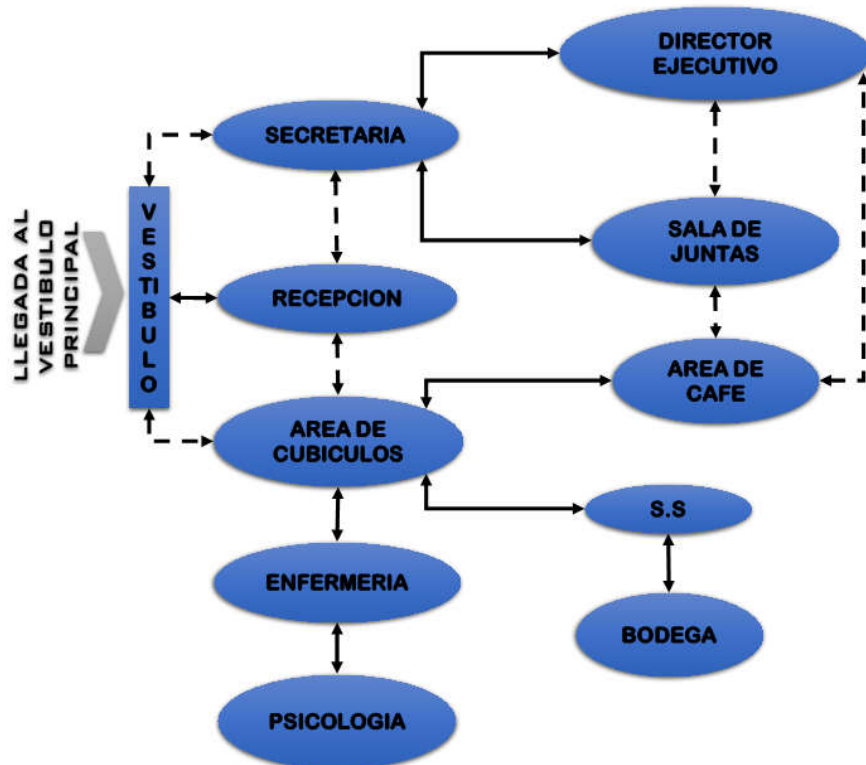 DIRECTOR
EJECUTIVO
SECRETARIA
LLEGADA AL
VESTIBULO
PRINCIPAL
VESTIBULO
SALA DE
JUNTAS
RECEPCION
AREA DE
CAFE
AREA DE
CUBICULOS
S.S
ENFERMERIA
BODEGA
PSICOLOGIA